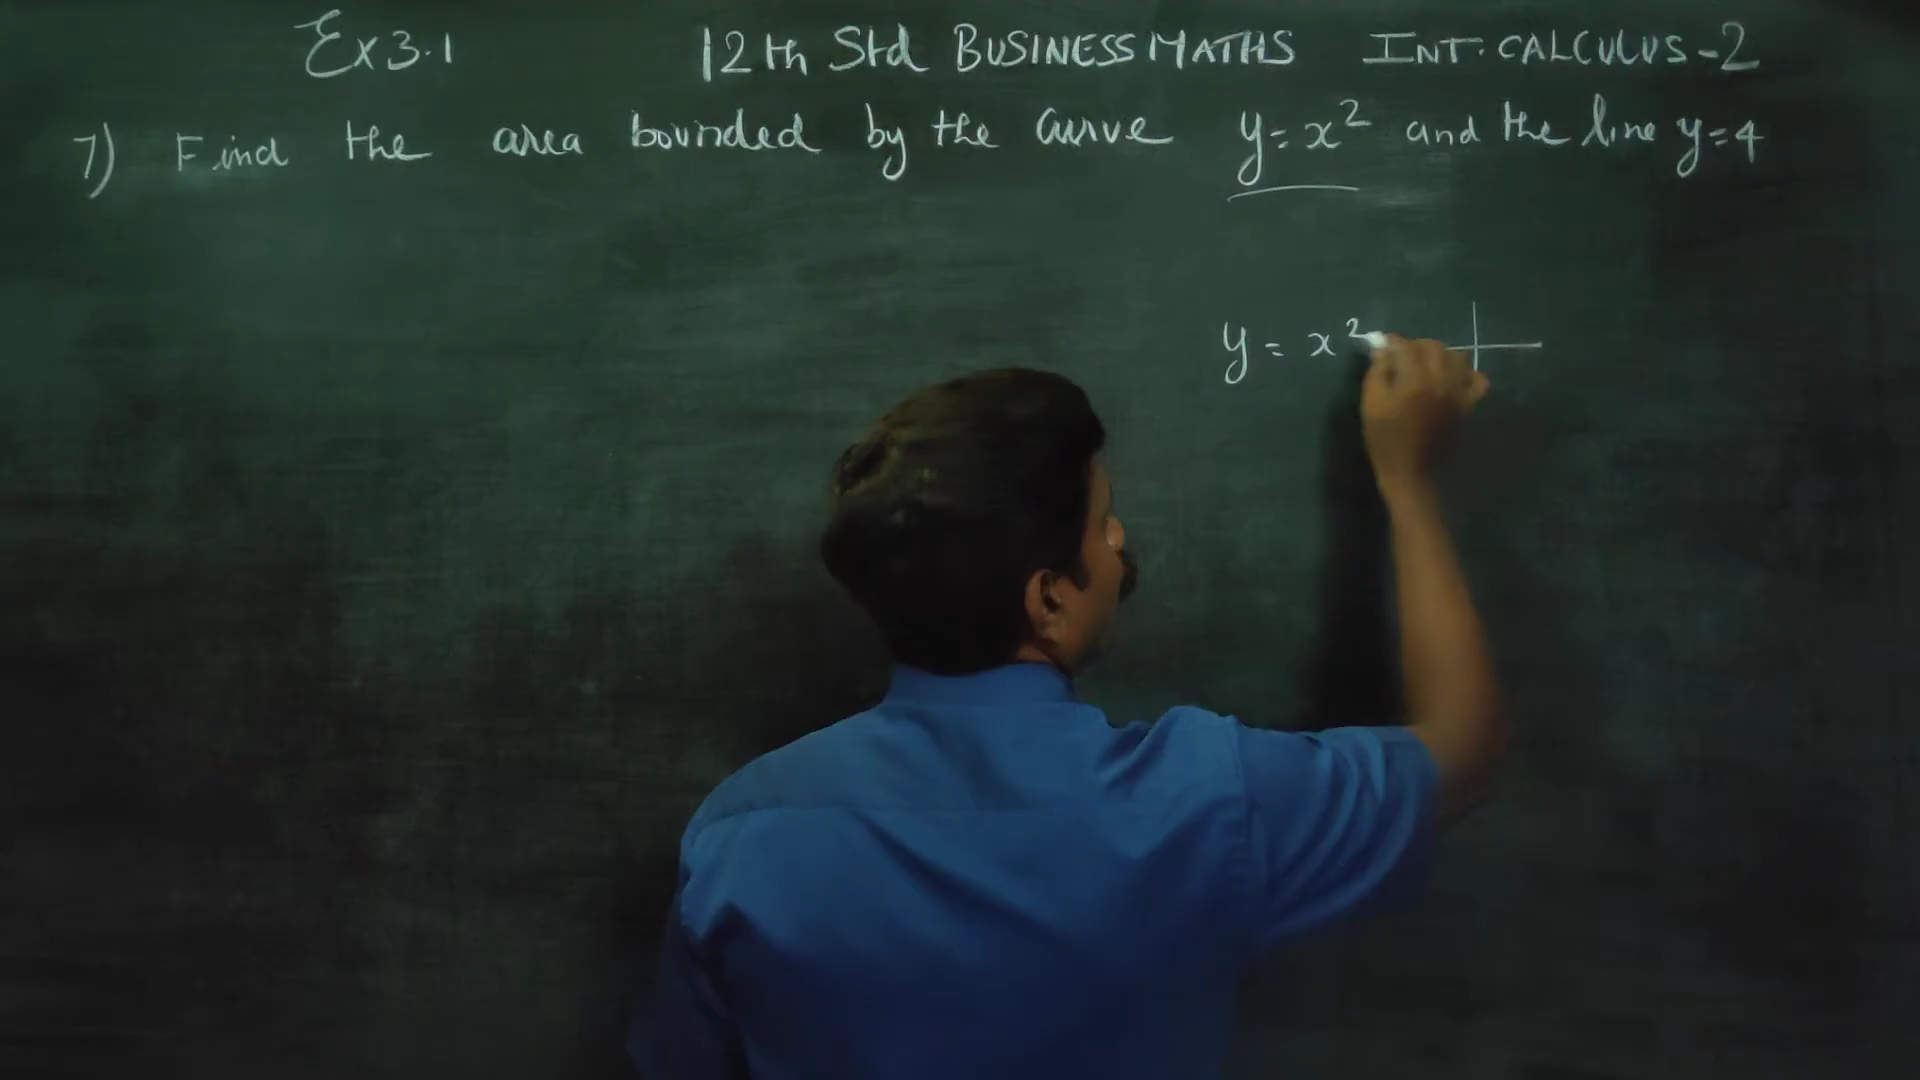 Ex 3.1 12th Std BUSINESS MATHS INT. CALCULUS - 2
7) Find the area bounded by the curve y = x² and the line y = 4
y = x²